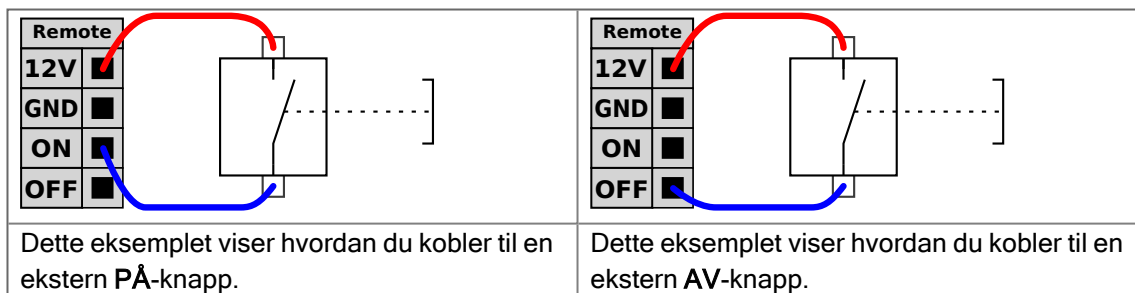 Remote
12V
GND
ON
OFF
Dette eksemplet viser hvordan du kobler til en
ekstern PÅ-knapp.
Remote
12V
GND
ON
OFF
Dette eksemplet viser hvordan du kobler til en
ekstern AV-knapp.